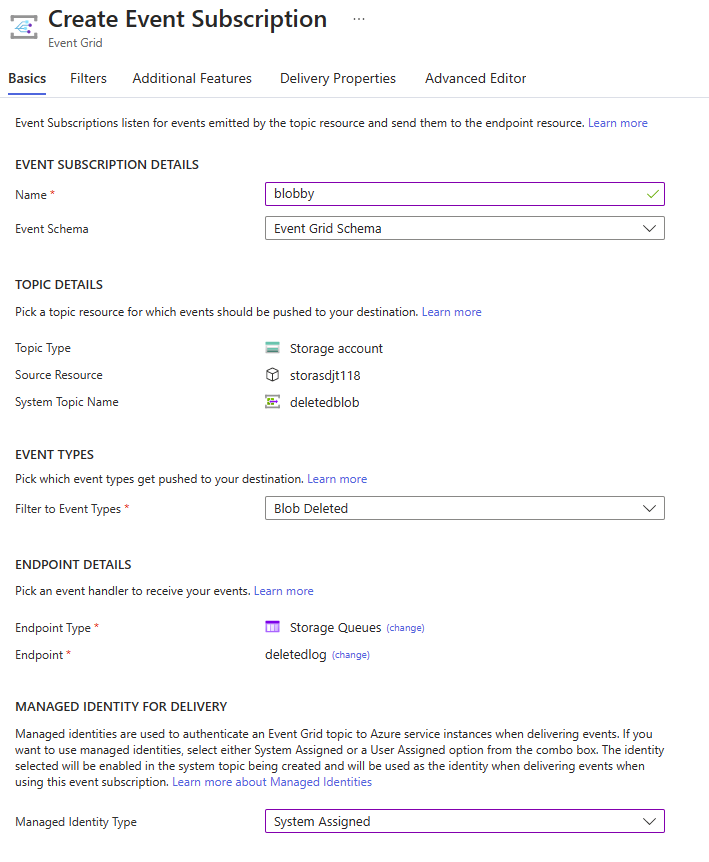 Create Event Subscription ...
Event Grid
Basics Filters Additional Features Delivery Properties Advanced Editor
Event Subscriptions listen for events emitted by the topic resource and send them to the endpoint resource. Learn more
EVENT SUBSCRIPTION DETAILS
Name * blobby
Event Schema Event Grid Schema
TOPIC DETAILS
Pick a topic resource for which events should be pushed to your destination. Learn more
Topic Type Storage account
Source Resource storasdjt118
System Topic Name deletedblob
EVENT TYPES
Pick which event types get pushed to your destination. Learn more
Filter to Event Types * Blob Deleted
ENDPOINT DETAILS
Pick an event handler to receive your events. Learn more
Endpoint Type * Storage Queues (change)
Endpoint * deletedlog (change)
MANAGED IDENTITY FOR DELIVERY
Managed identities are used to authenticate an Event Grid topic to Azure service instances when delivering events. If you
want to use managed identities, select either System Assigned or a User Assigned option from the combo box. The identity
selected will be enabled in the system topic being created and will be used as the identity when delivering events when
using this event subscription. Learn more about Managed Identities
Managed Identity Type System Assigned